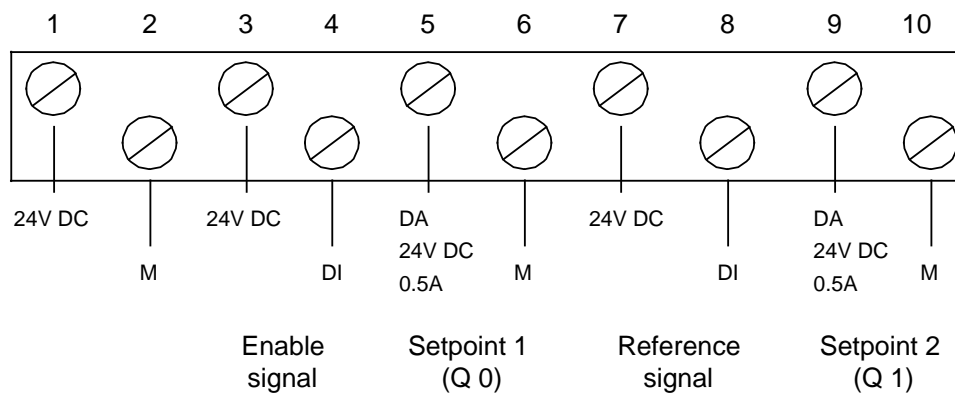 1 2 3 4 5 6 7 8 9 10
24V DC 24V DC DA 24V DC DA
24V DC 24V DC
M DI M DI M
0.5A 0.5A
Enable Setpoint 1 Reference Setpoint 2
signal (Q 0) signal (Q 1)